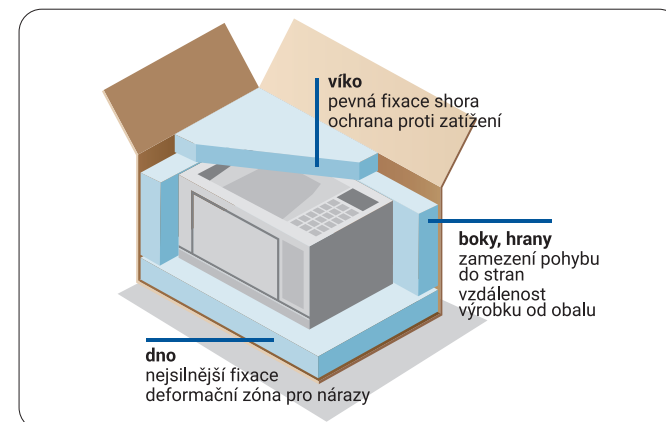 víko
pevná fixace shora
ochrana proti zatížení
boky, hrany
zamezení pohybu
do stran
vzdálenost
výrobku od obalu
dno
nejsilnější fixace
deformační zóna pro nárazy